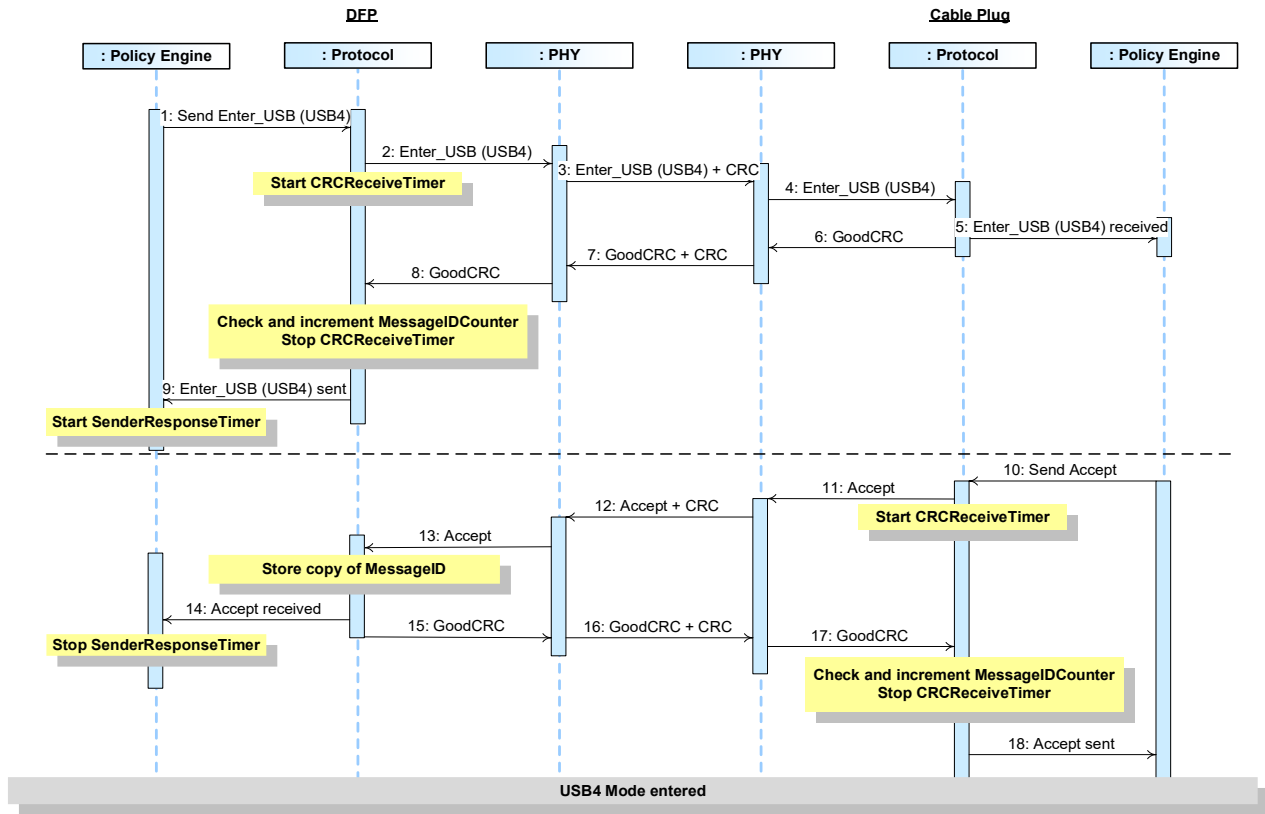 DFP
Cable Plug
: Policy Engine
: Protocol
: PHY
: PHY
: Protocol
: Policy Engine
1: Send Enter_USB (USB4)
2: Enter_USB (USB4)
3: Enter_USB (USB4) + CRC
Start CRCReceiveTimer
4: Enter_USB (USB4)
5: Enter_USB (USB4) received
6: GoodCRC
7: GoodCRC + CRC
8: GoodCRC
Check and increment MessageIDCounter
Stop CRCReceiveTimer
9: Enter_USB (USB4) sent
Start SenderResponseTimer
10: Send Accept
11: Accept
Start CRCReceiveTimer
12: Accept + CRC
13: Accept
Store copy of MessageID
14: Accept received
Stop SenderResponseTimer
15: GoodCRC
16: GoodCRC + CRC
17: GoodCRC
Check and increment MessageIDCounter
Stop CRCReceiveTimer
18: Accept sent
USB4 Mode entered